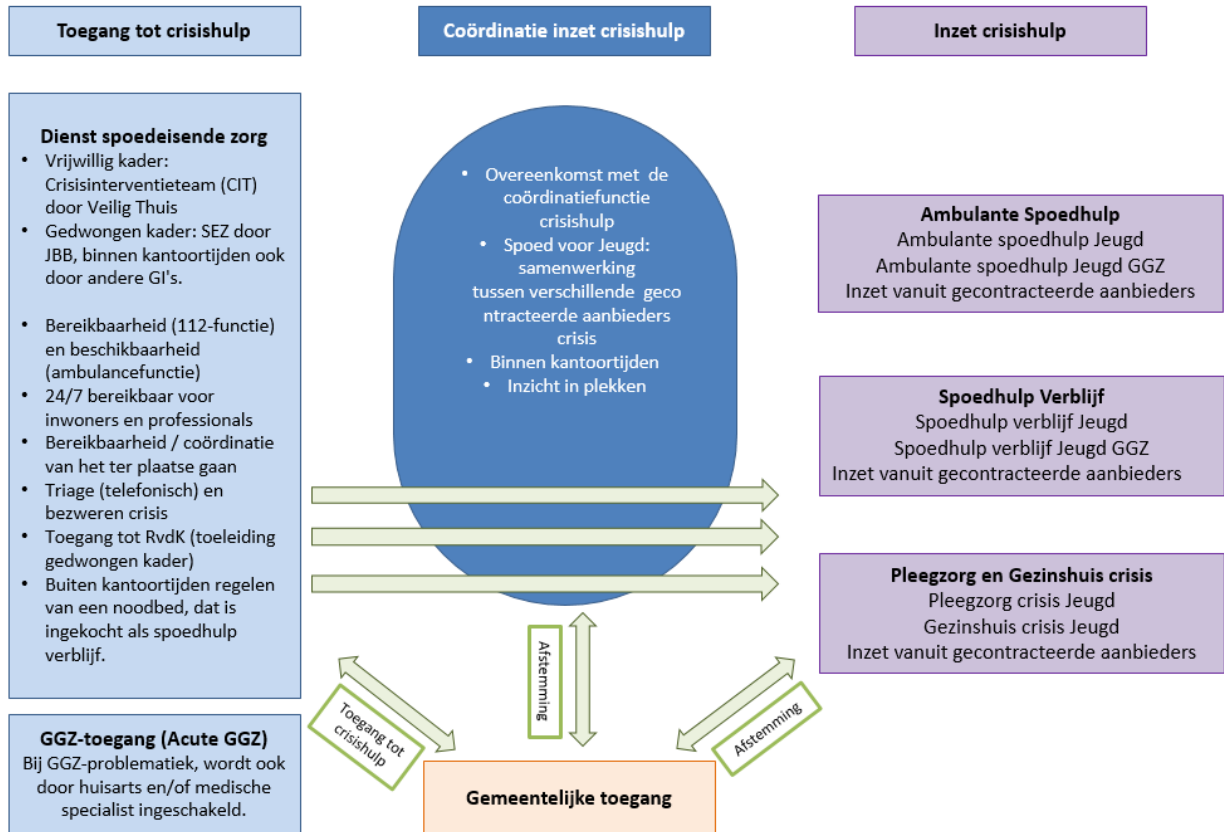 Toegang tot crisishulp
Coördinatie inzet crisishulp
Inzet crisishulp
Dienst spoedeisende zorg
• Vrijwillig kader:
Crisisinterventieteam (CIT)
door Veilig Thuis
• Gedwongen kader: SEZ door
JBB, binnen kantoortijden ook
door andere GI's.
• Bereikbaarheid (112-functie)
en beschikbaarheid
(ambulancefunctie)
• 24/7 bereikbaar voor
inwoners en professionals
• Bereikbaarheid / coördinatie
van het ter plaatse gaan
• Triage (telefonisch) en
bezweren crisis
• Toegang tot RvdK (toeleiding
gedwongen kader)
• Buiten kantoortijden regelen
van een noodbed, dat is
ingekocht als spoedhulp
verblijf.
GGZ-toegang (Acute GGZ)
Bij GGZ-problematiek, wordt ook
door huisarts en/of medische
specialist ingeschakeld.
• Overeenkomst met de
coördinatiefunctie
crisishulp
• Spoed voor Jeugd:
samenwerking
tussen verschillende geco
ntracteerde aanbieders
crisis
• Binnen kantoortijden
• Inzicht in plekken
Ambulante Spoedhulp
Ambulante spoedhulp Jeugd
Ambulante spoedhulp Jeugd GGZ
Inzet vanuit gecontracteerde aanbieders
Spoedhulp Verblijf
Spoedhulp verblijf Jeugd
Spoedhulp verblijf Jeugd GGZ
Inzet vanuit gecontracteerde aanbieders
Pleegzorg en Gezinshuis crisis
Pleegzorg crisis Jeugd
Gezinshuis crisis Jeugd
Inzet vanuit gecontracteerde aanbieders
Toegang tot
crisishulp
Afstemming
Afstemming
Gemeentelijke toegang